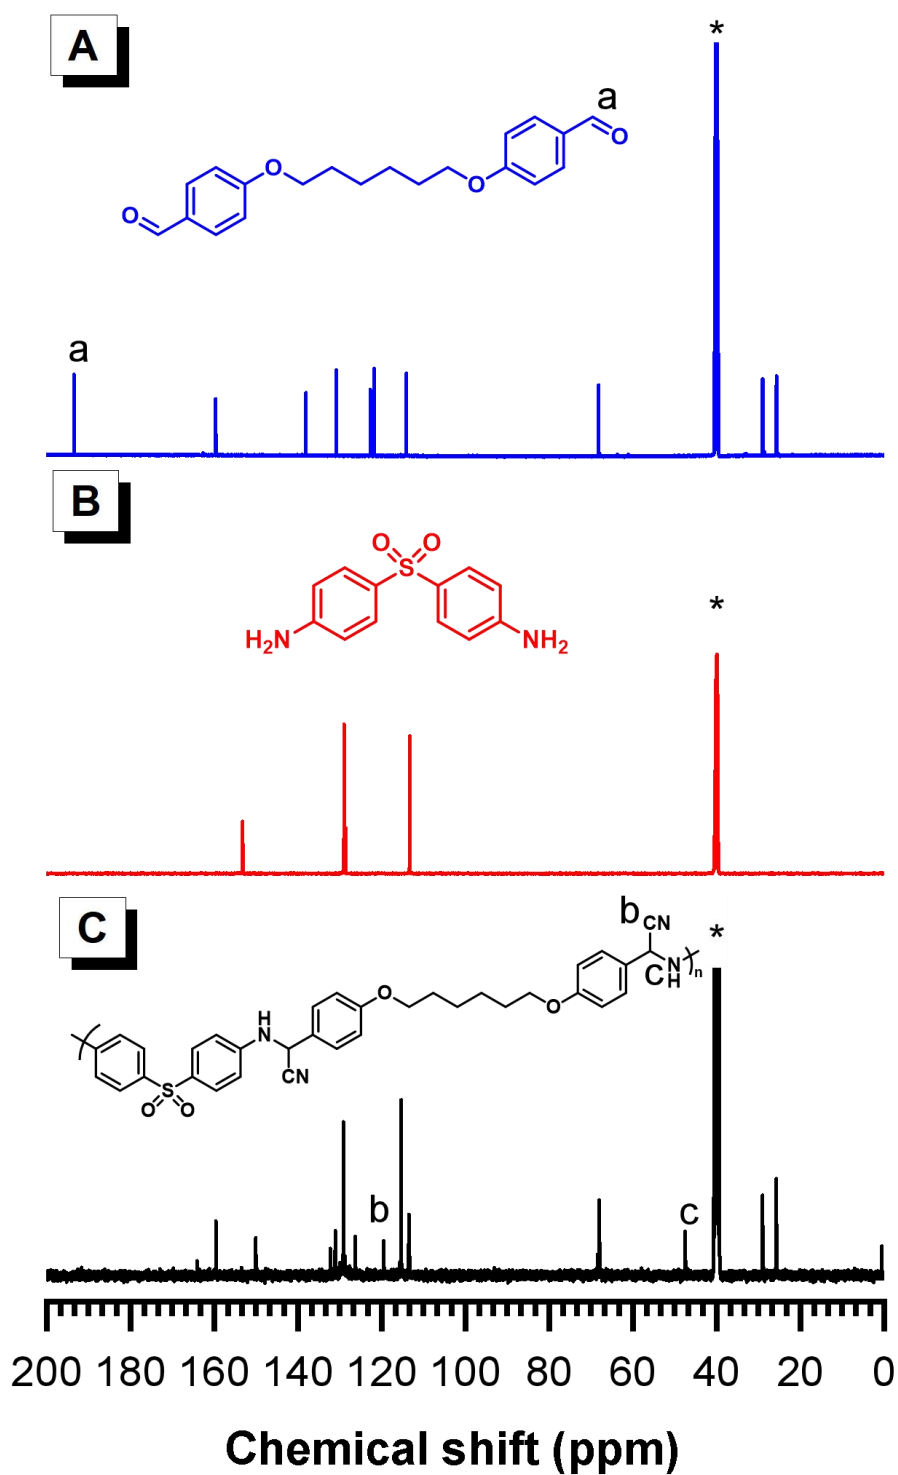 A
*
a
O
O
O
O
a
B
*
O O
S
H₂N
NH₂
C
b CN
*
N
C H
n
O
O
H
N
CN
S
O O
b
c
200 180 160 140 120 100 80 60 40 20 0
Chemical shift (ppm)